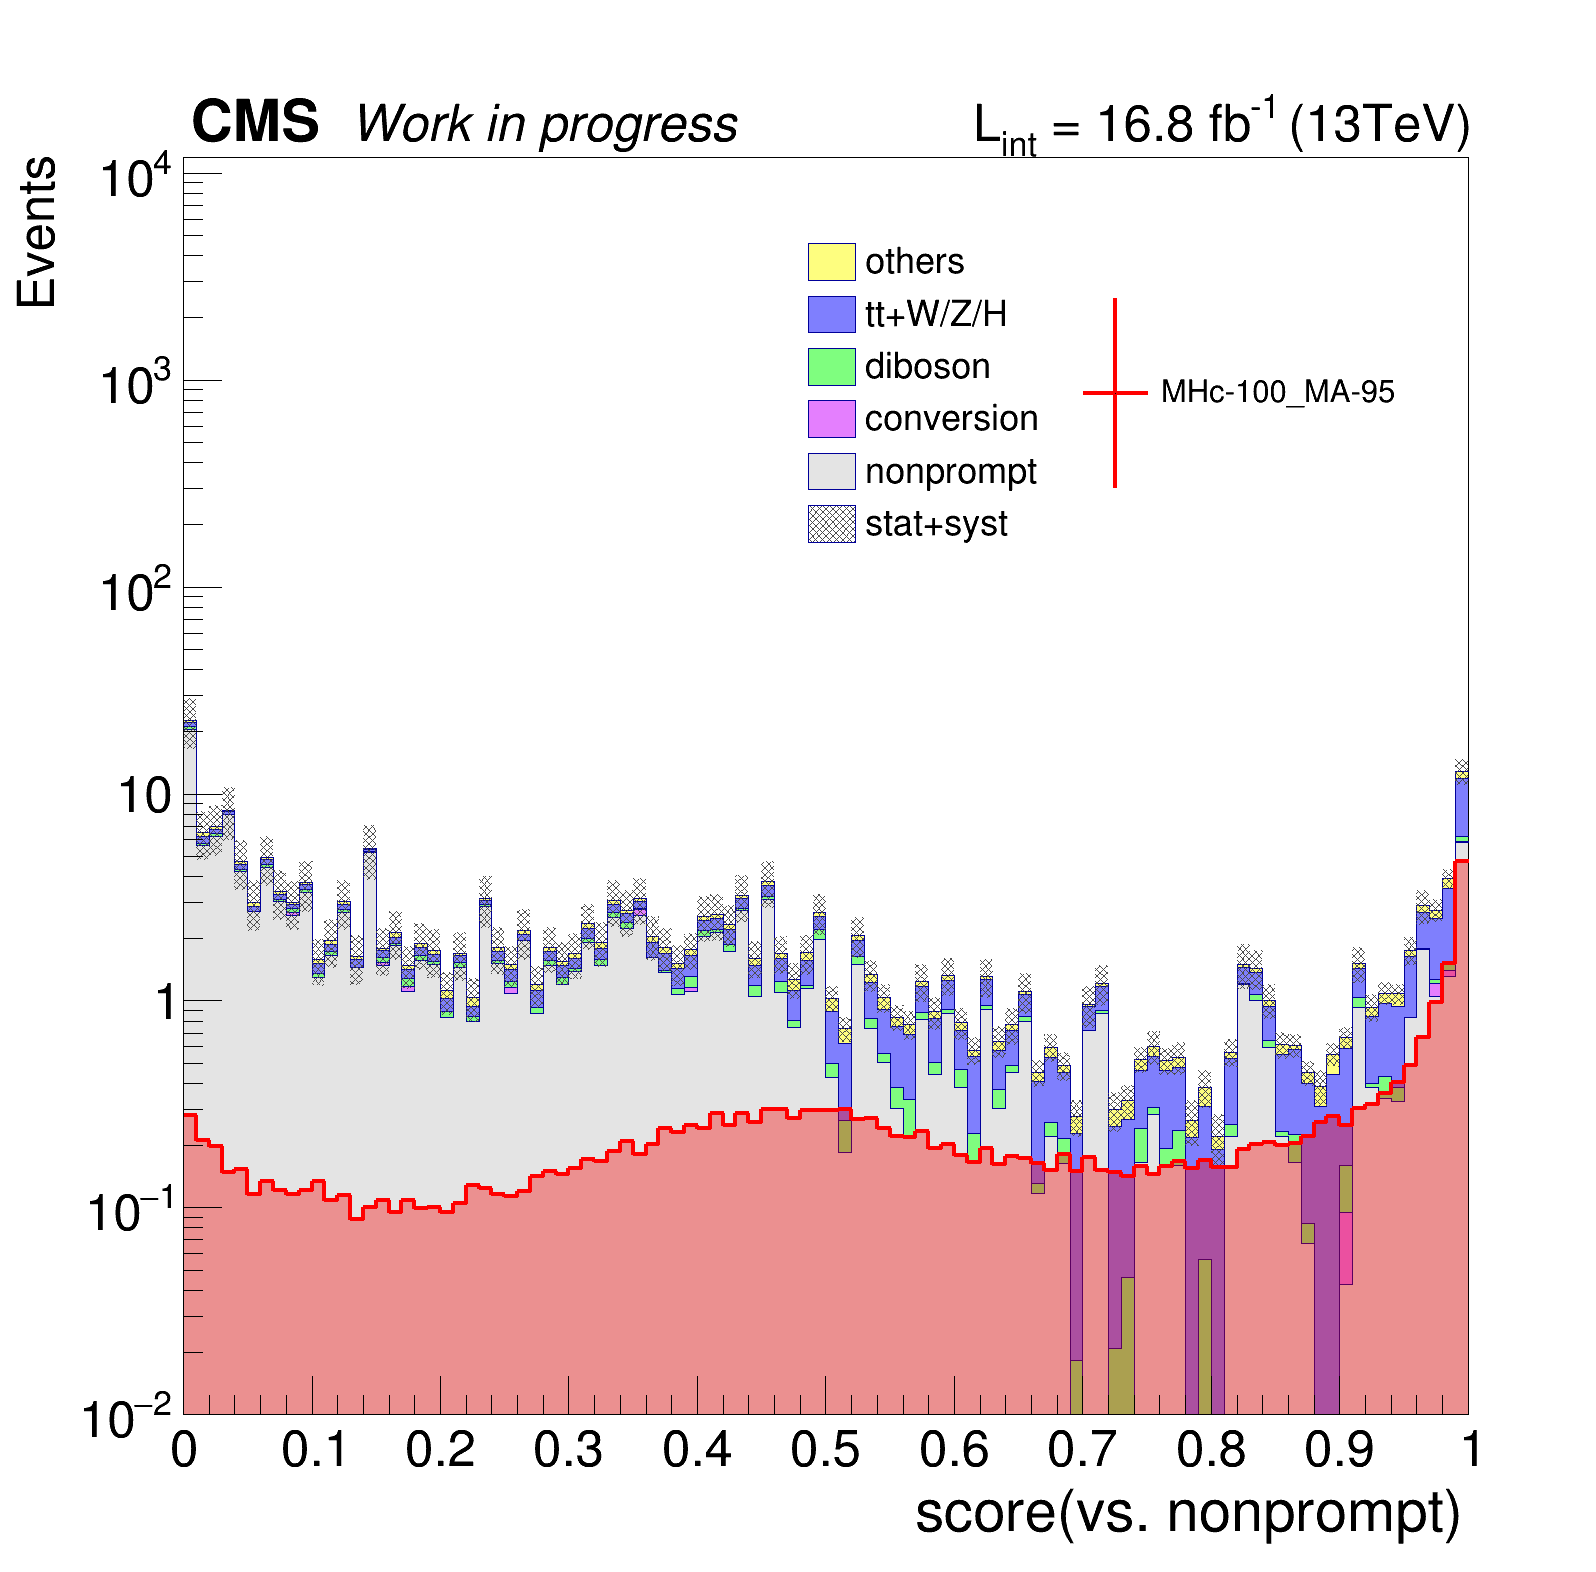 CMS Work in progress
L_int = 16.8 fb^-1 (13TeV)
Events
10^4
10^3
10^2
10
1
10^−1
10^−2
others
tt+W/Z/H
diboson
conversion
nonprompt
stat+syst
MHc-100_MA-95
0 0.1 0.2 0.3 0.4 0.5 0.6 0.7 0.8 0.9 1
score(vs. nonprompt)